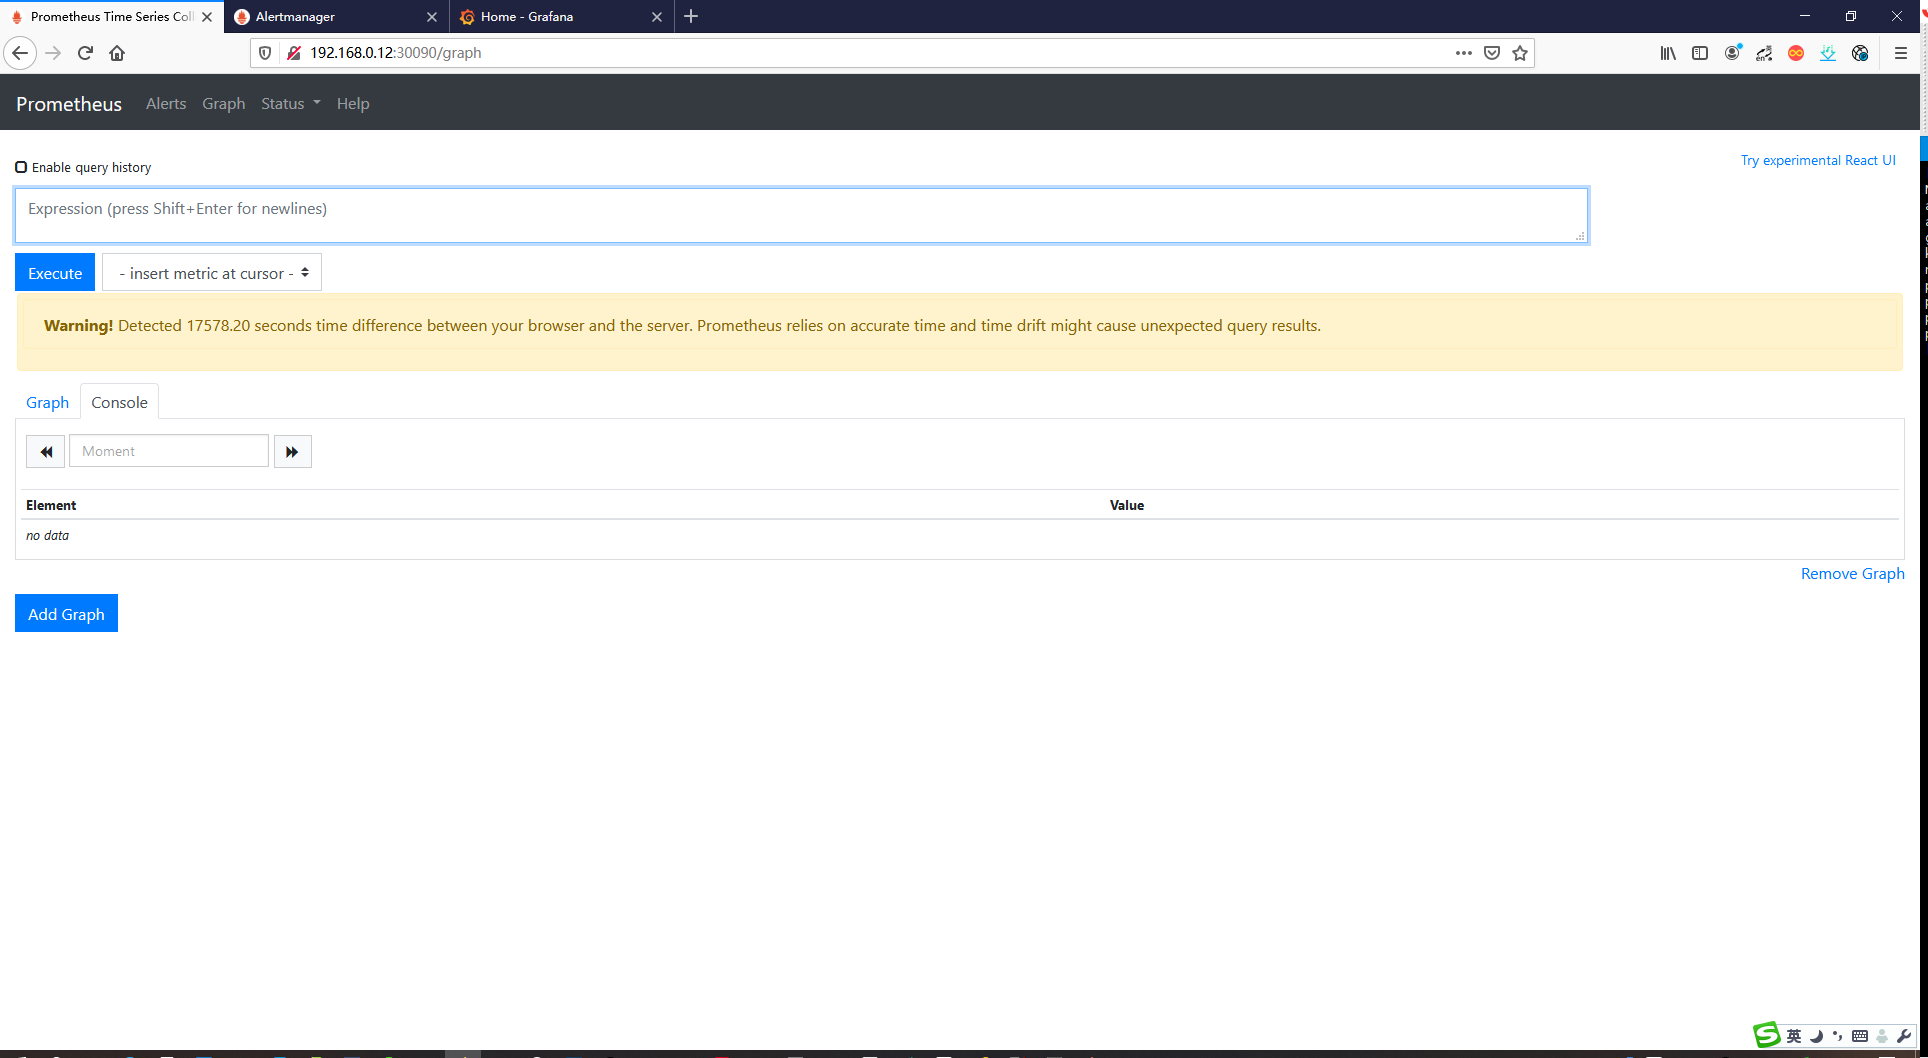 Prometheus Time Series Coll
Alertmanager
Home - Grafana
192.168.0.12:30090/graph
Prometheus Alerts Graph Status Help
Enable query history
Try experimental React UI
Expression (press Shift+Enter for newlines)
Execute
- insert metric at cursor -
Warning! Detected 17578.20 seconds time difference between your browser and the server. Prometheus relies on accurate time and time drift might cause unexpected query results.
Graph
Console
Moment
Element Value
no data
Remove Graph
Add Graph
英